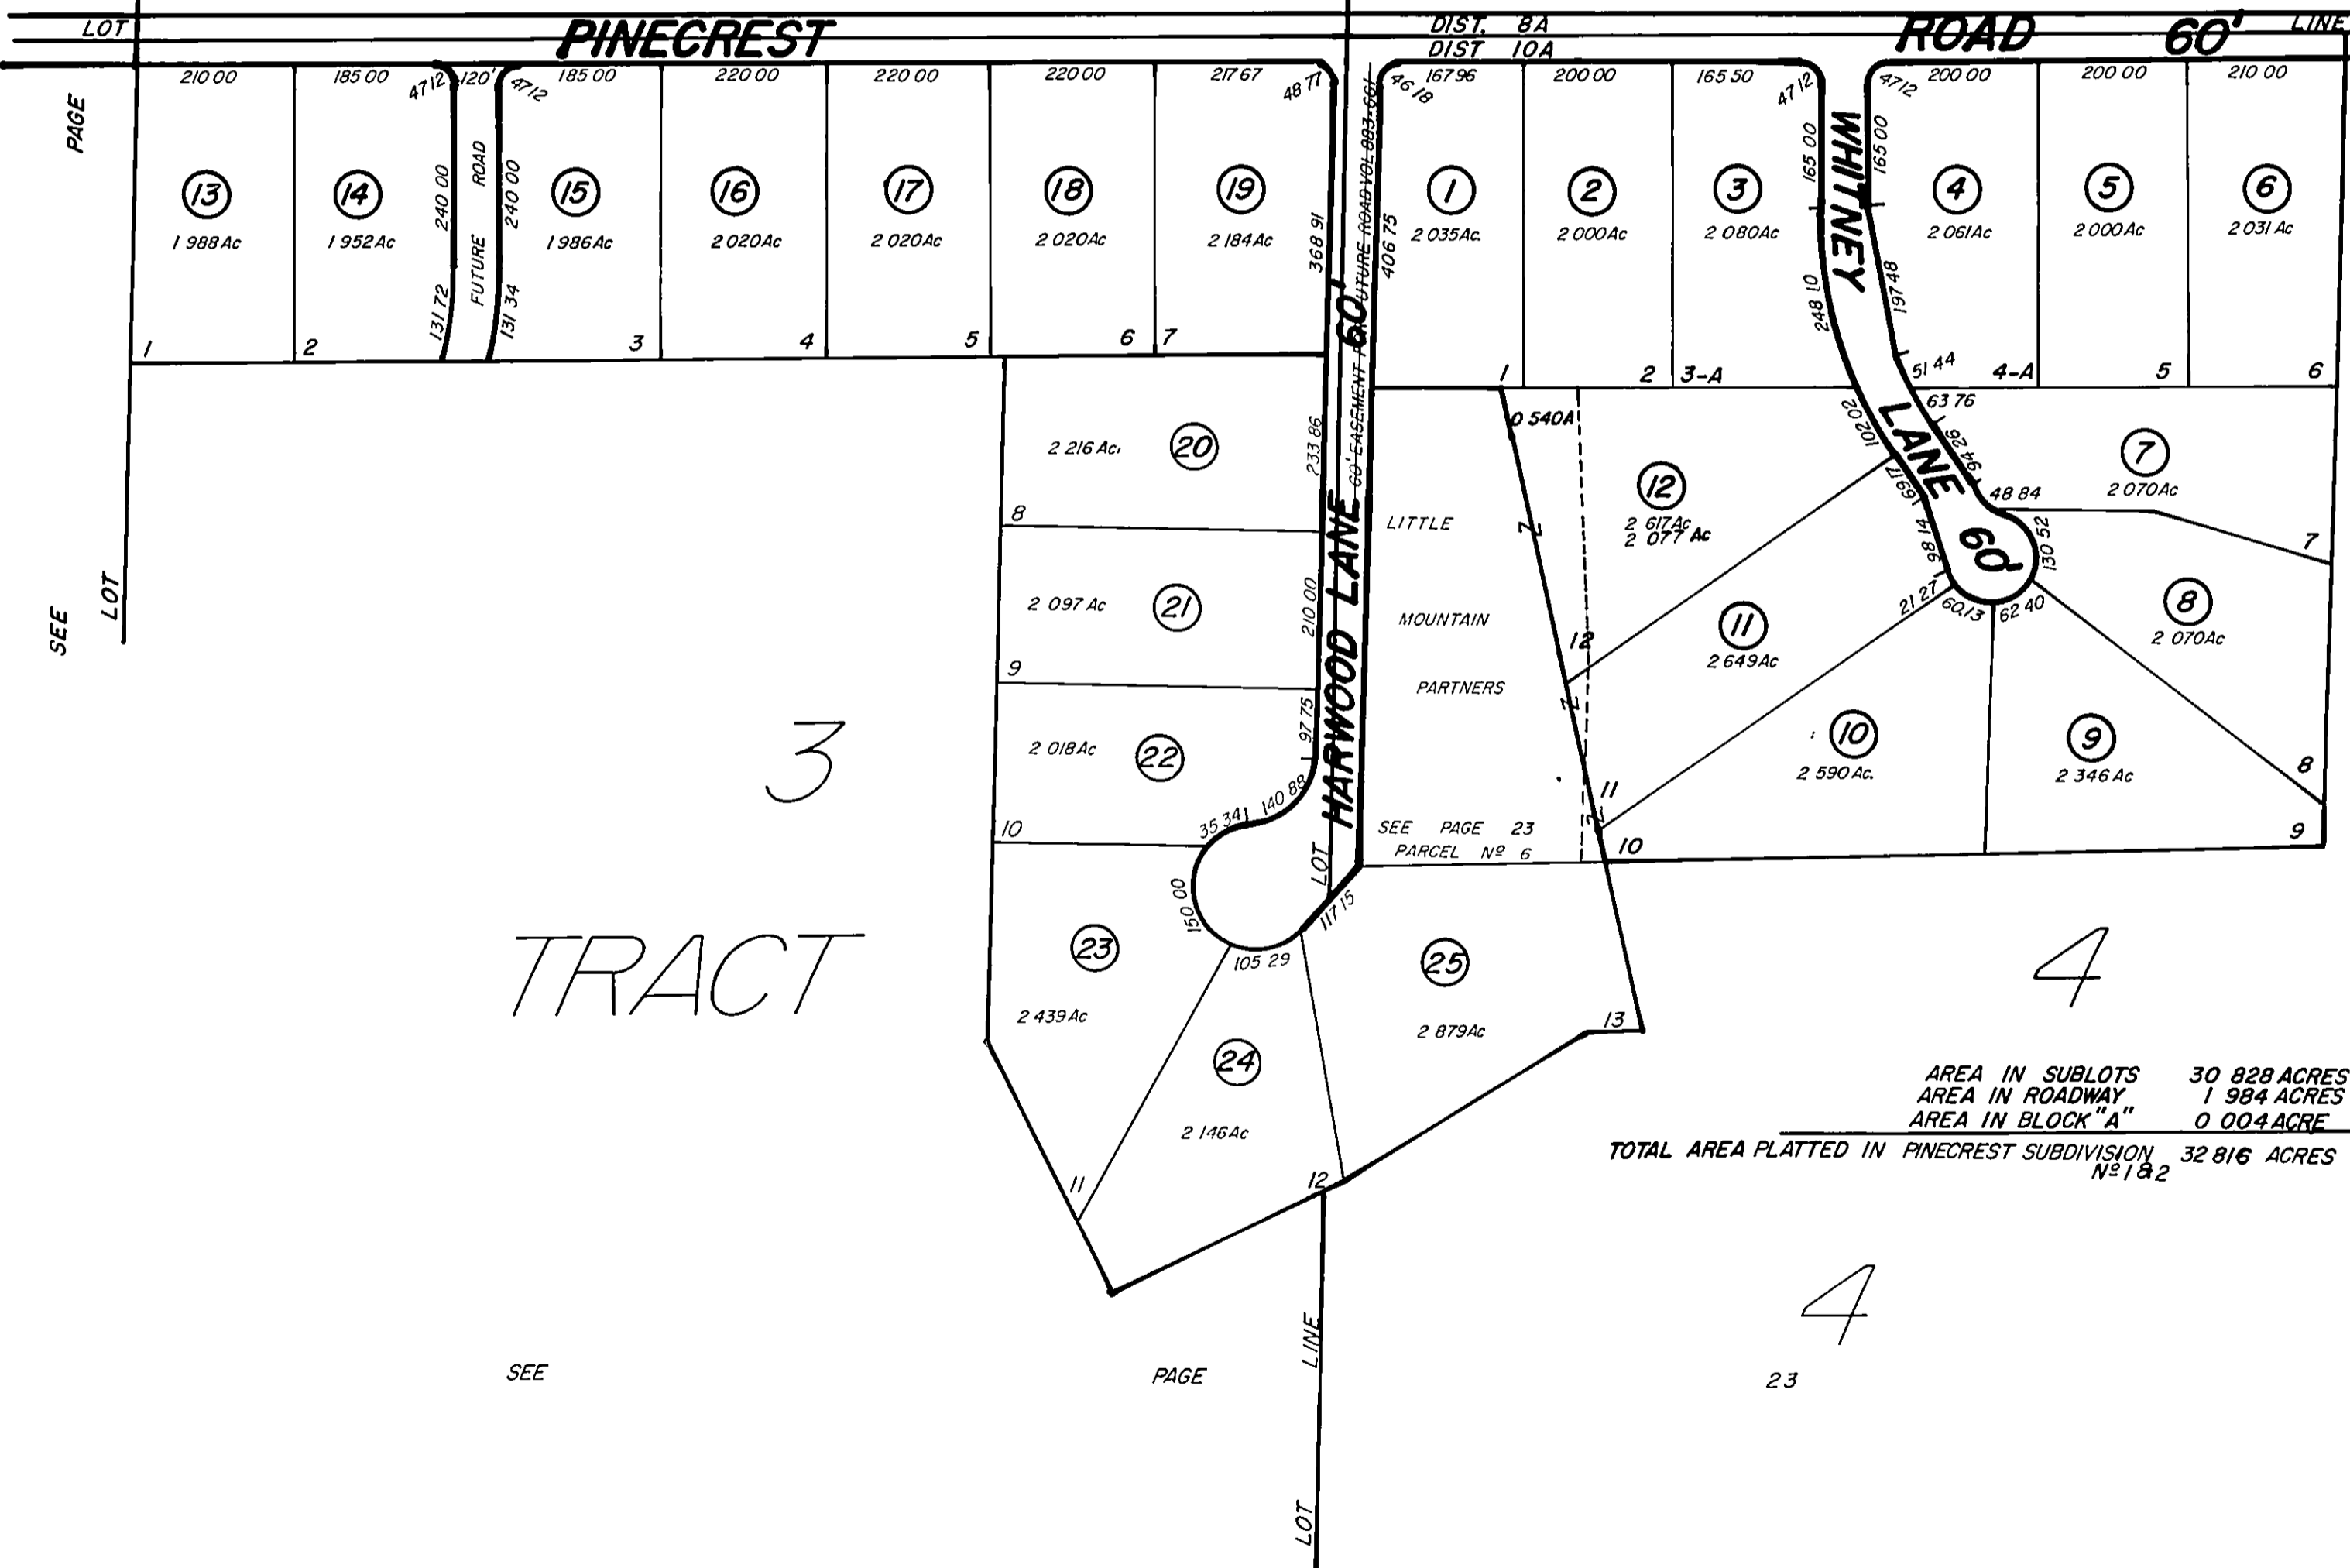 LOT
PINECREST
DIST. 8A
DIST 10A
ROAD 60'
LINE
210 00
185 00
47 12
120'
47 12
185 00
220 00
220 00
220 00
217 67
48 77
46 18
167 96
200 00
165 50
47 12
47 12
200 00
200 00
210 00
PAGE
SEE
LOT
13
1 988 Ac
1
14
1 952 Ac
2
240 00
131 72
FUTURE ROAD
240 00
131 34
15
1 986 Ac
3
16
2 020 Ac
4
17
2 020 Ac
5
18
2 020 Ac
6
19
2 184 Ac
7
368 91
HARWOOD LANE 60'
406 75
1
2 035 Ac.
1
2
2 000 Ac
2
3
2 080 Ac
3-A
165 00
248 10
WHITNEY
LANE
60'
165 00
197 48
51 44
4
2 061 Ac
4-A
5
2 000 Ac
5
6
2 031 Ac
6
20
2 216 Ac.
8
233 86
21
2 097 Ac
9
210 00
22
2 018 Ac
10
97 75
140 88
35 34
LITTLE
MOUNTAIN
PARTNERS
SEE PAGE 23
PARCEL Nº 6
0 540A
12
2 617 Ac
2 077 Ac
12
102 02
69 17
98 14
21 27
60.13
62 40
130 52
48 84
94 26
63 76
7
2 070 Ac
7
8
2 070 Ac
8
11
2 649 Ac
11
10
2 590 Ac.
10
9
2 346 Ac
9
3
TRACT
LOT
150 00
23
2 439 Ac
11
105 29
117 15
24
2 146 Ac
12
25
2 879 Ac
13
4
AREA IN SUBLOTS 30 828 ACRES
AREA IN ROADWAY 1 984 ACRES
AREA IN BLOCK "A" 0 004 ACRE
TOTAL AREA PLATTED IN PINECREST SUBDIVISION 32 816 ACRES
Nº 1 & 2
4
SEE PAGE 23
LINE
LOT